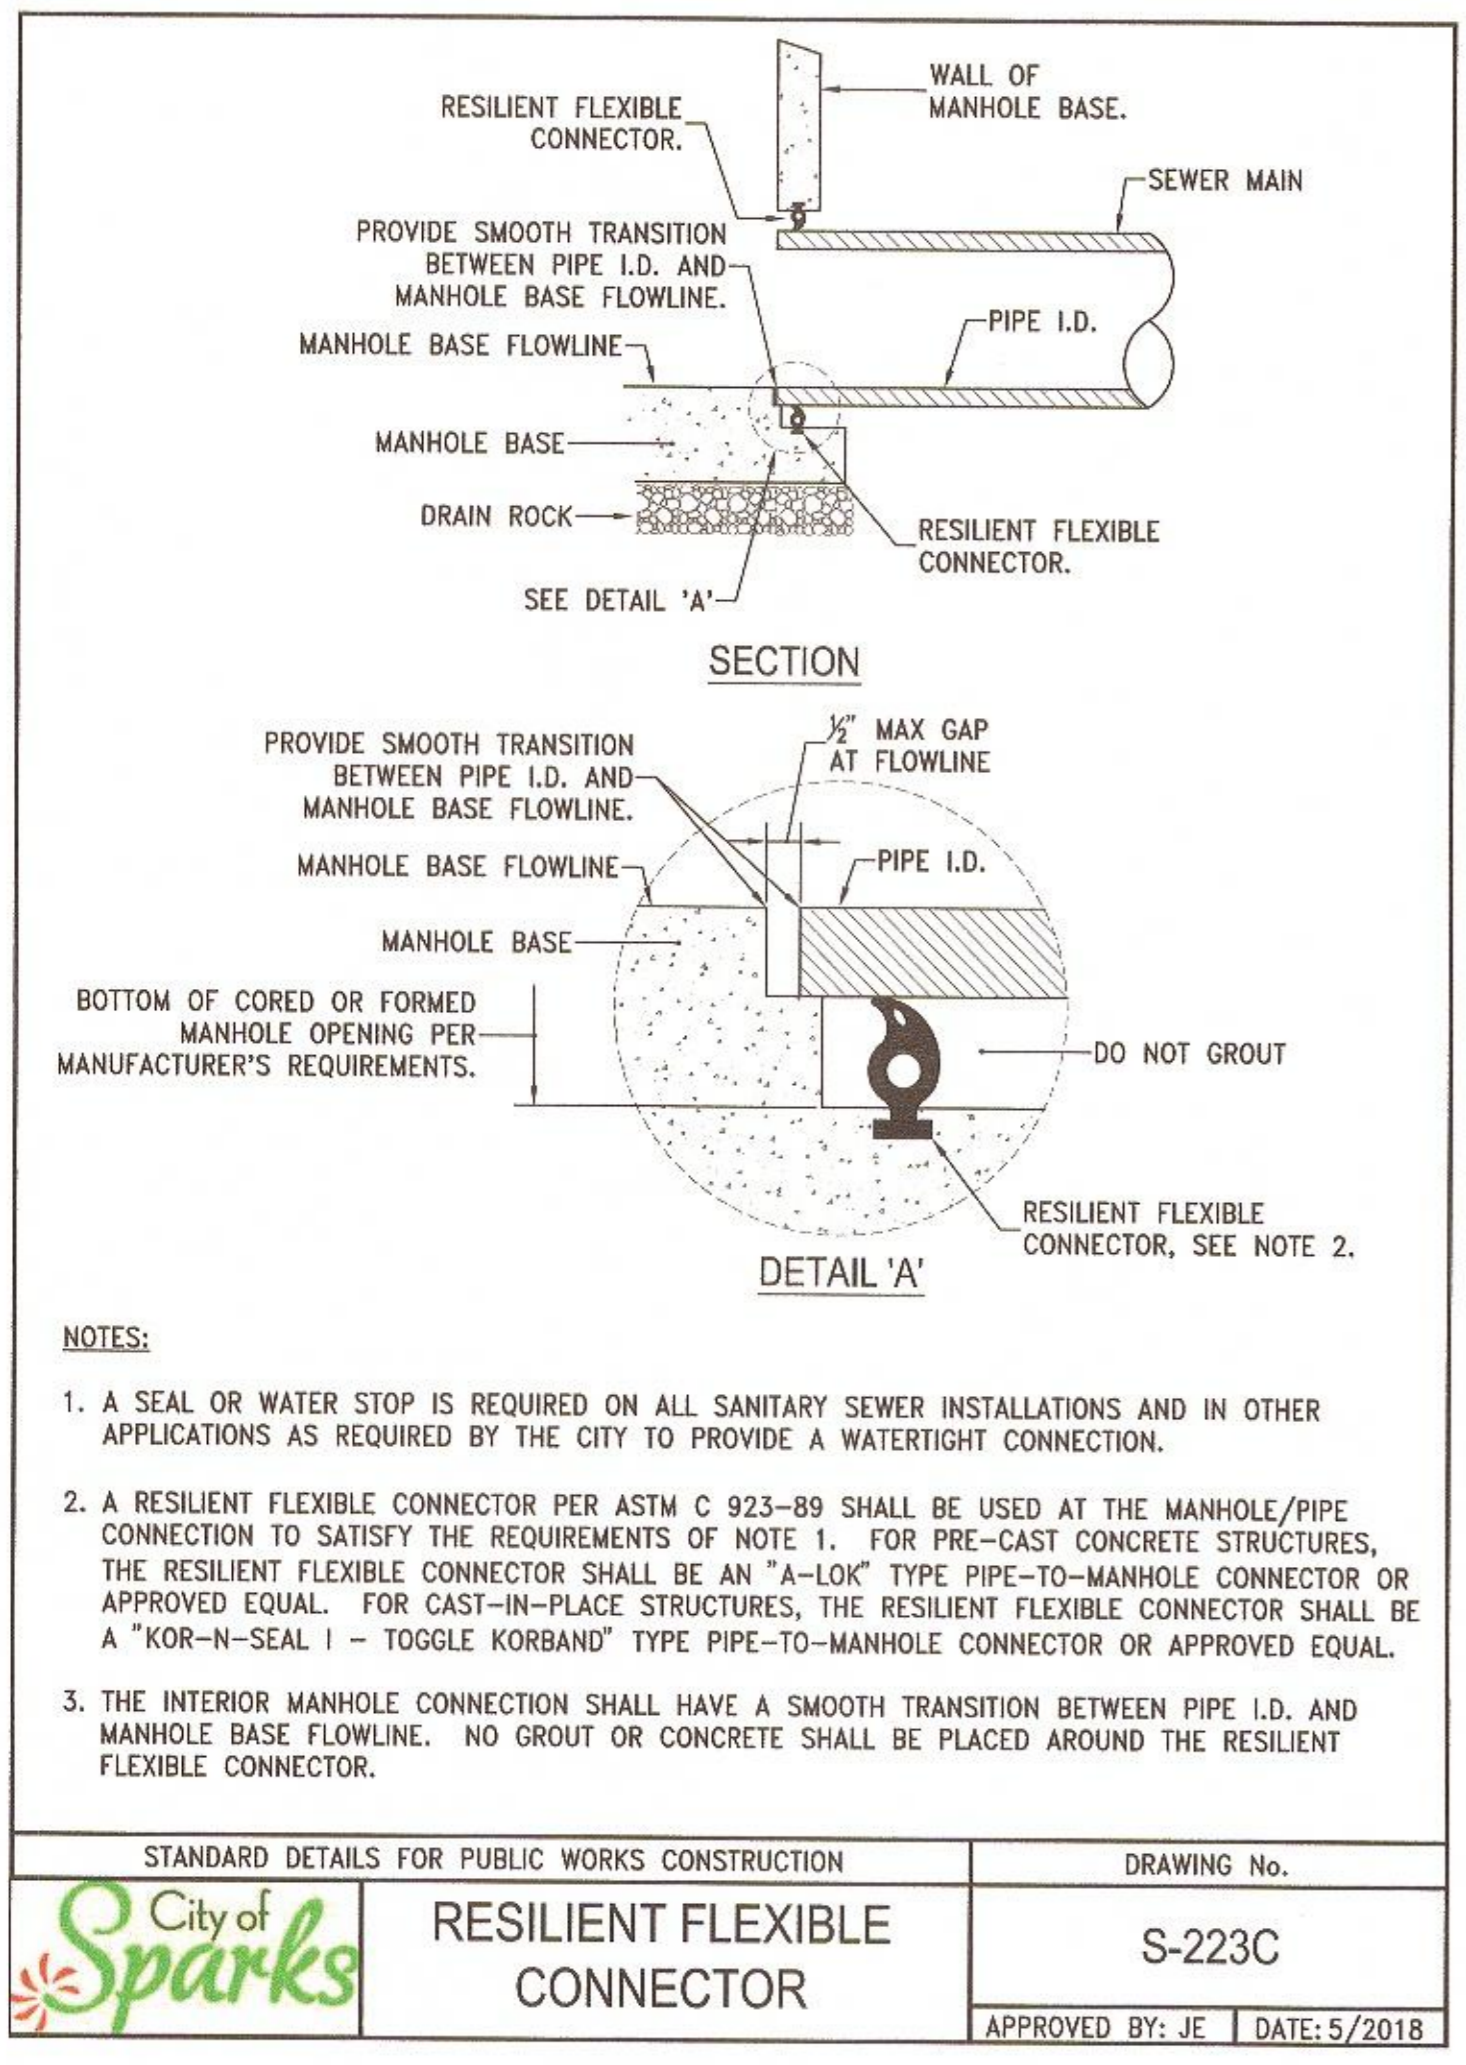 WALL OF
MANHOLE BASE.
RESILIENT FLEXIBLE
CONNECTOR.
SEWER MAIN
PROVIDE SMOOTH TRANSITION
BETWEEN PIPE I.D. AND
MANHOLE BASE FLOWLINE.
PIPE I.D.
MANHOLE BASE FLOWLINE
MANHOLE BASE
DRAIN ROCK
RESILIENT FLEXIBLE
CONNECTOR.
SEE DETAIL 'A'
SECTION
½" MAX GAP
AT FLOWLINE
PROVIDE SMOOTH TRANSITION
BETWEEN PIPE I.D. AND
MANHOLE BASE FLOWLINE.
MANHOLE BASE FLOWLINE
PIPE I.D.
MANHOLE BASE
BOTTOM OF CORED OR FORMED
MANHOLE OPENING PER
MANUFACTURER'S REQUIREMENTS.
DO NOT GROUT
RESILIENT FLEXIBLE
CONNECTOR, SEE NOTE 2.
DETAIL 'A'
NOTES:
1. A SEAL OR WATER STOP IS REQUIRED ON ALL SANITARY SEWER INSTALLATIONS AND IN OTHER
APPLICATIONS AS REQUIRED BY THE CITY TO PROVIDE A WATERTIGHT CONNECTION.
2. A RESILIENT FLEXIBLE CONNECTOR PER ASTM C 923-89 SHALL BE USED AT THE MANHOLE/PIPE
CONNECTION TO SATISFY THE REQUIREMENTS OF NOTE 1. FOR PRE-CAST CONCRETE STRUCTURES,
THE RESILIENT FLEXIBLE CONNECTOR SHALL BE AN "A-LOK" TYPE PIPE-TO-MANHOLE CONNECTOR OR
APPROVED EQUAL. FOR CAST-IN-PLACE STRUCTURES, THE RESILIENT FLEXIBLE CONNECTOR SHALL BE
A "KOR-N-SEAL I - TOGGLE KORBAND" TYPE PIPE-TO-MANHOLE CONNECTOR OR APPROVED EQUAL.
3. THE INTERIOR MANHOLE CONNECTION SHALL HAVE A SMOOTH TRANSITION BETWEEN PIPE I.D. AND
MANHOLE BASE FLOWLINE. NO GROUT OR CONCRETE SHALL BE PLACED AROUND THE RESILIENT
FLEXIBLE CONNECTOR.
STANDARD DETAILS FOR PUBLIC WORKS CONSTRUCTION
DRAWING No.
City of
Sparks
RESILIENT FLEXIBLE
CONNECTOR
S-223C
APPROVED BY: JE
DATE: 5/2018